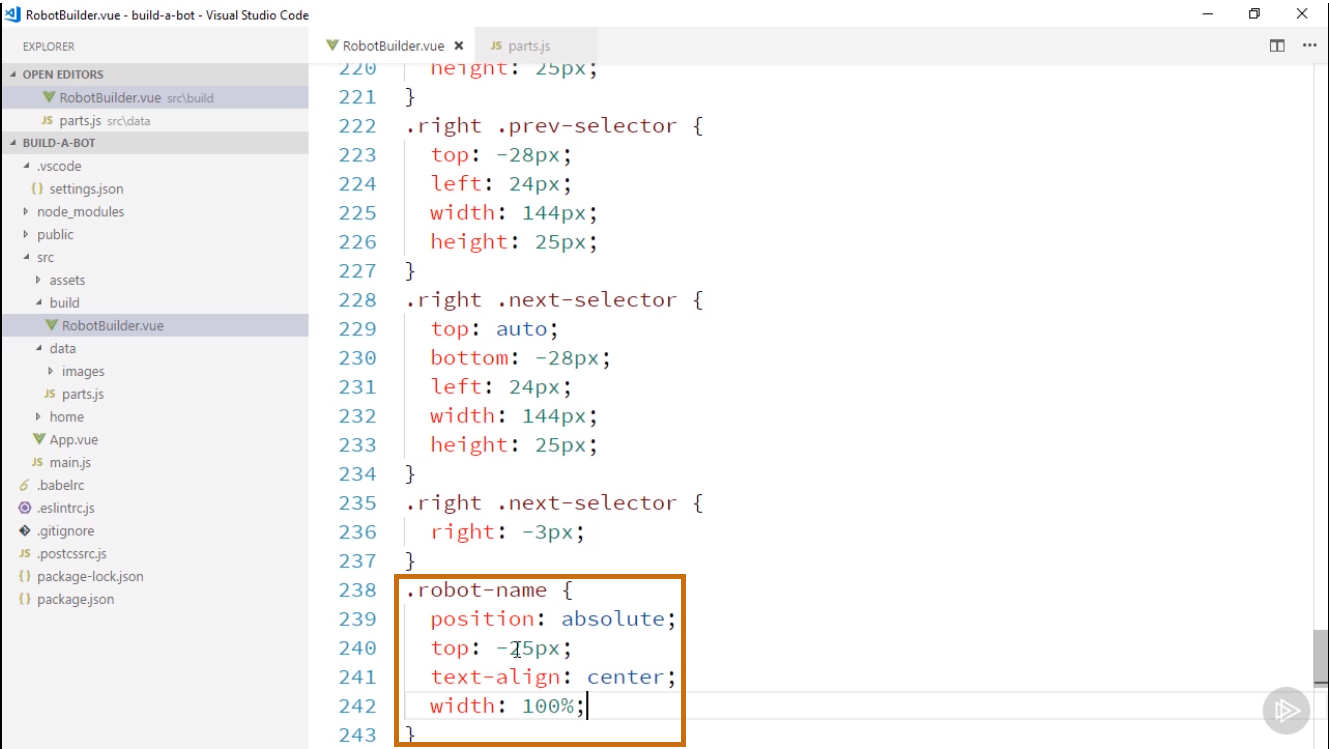 RobotBuilder.vue - build-a-bot - Visual Studio Code
EXPLORER
RobotBuilder.vue
JS parts.js
OPEN EDITORS
RobotBuilder.vue src\build
JS parts.js src\data
BUILD-A-BOT
.vscode
{} settings.json
node_modules
public
src
assets
build
RobotBuilder.vue
data
images
JS parts.js
home
App.vue
JS main.js
.babelrc
.eslintrc.js
.gitignore
JS .postcssrc.js
{} package-lock.json
{} package.json
220 height: 25px;
221 }
222 .right .prev-selector {
223 top: -28px;
224 left: 24px;
225 width: 144px;
226 height: 25px;
227 }
228 .right .next-selector {
229 top: auto;
230 bottom: -28px;
231 left: 24px;
232 width: 144px;
233 height: 25px;
234 }
235 .right .next-selector {
236 right: -3px;
237 }
238 .robot-name {
239 position: absolute;
240 top: -25px;
241 text-align: center;
242 width: 100%;
243 }